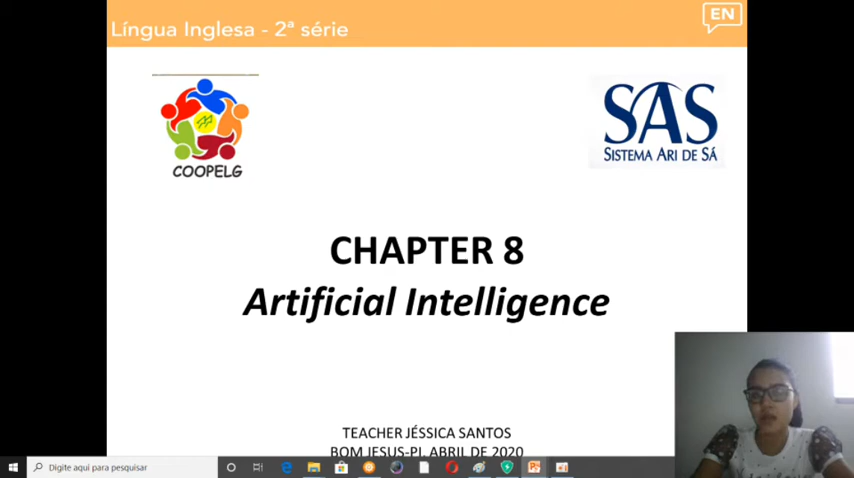 Língua Inglesa - 2ª série
EN
COOPELG
SAS
SISTEMA ARI DE SÁ
CHAPTER 8
Artificial Intelligence
TEACHER JÉSSICA SANTOS
BOM JESUS-PI, ABRIL DE 2020
Digite aqui para pesquisar